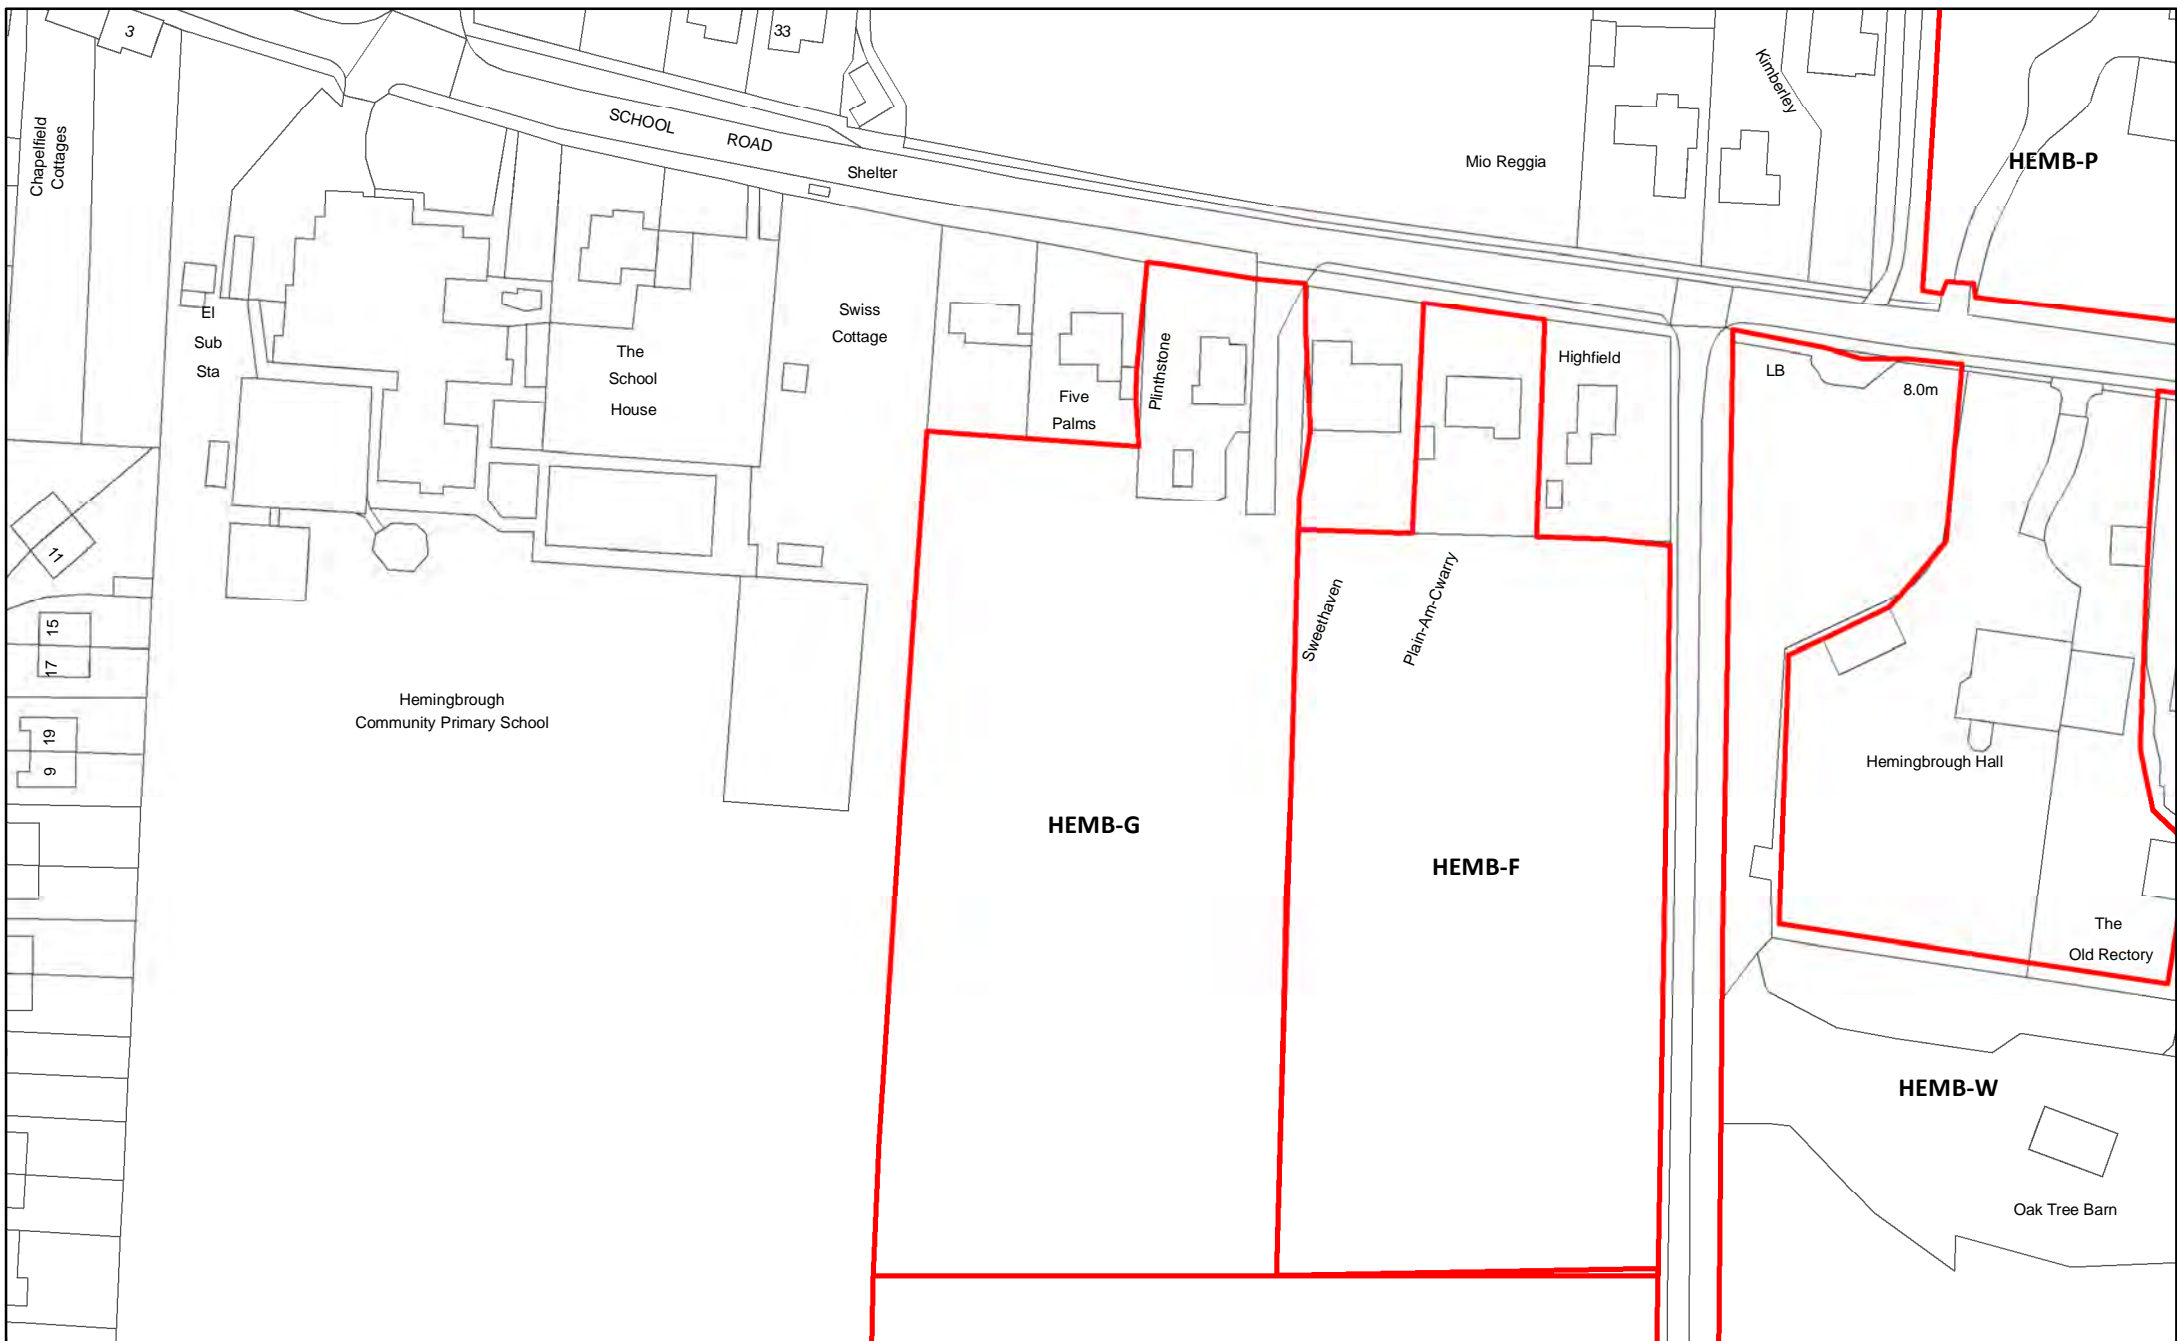 3
33
Kimberley
SCHOOL ROAD
Chapelfield
Cottages
Shelter
Mio Reggia
HEMB-P
El
Sub
Sta
The
School
House
Swiss
Cottage
Five
Palms
Plinthstone
Highfield
LB
8.0m
11
15
17
19
9
Hemingbrough
Community Primary School
Sweethaven
Plain-Am-Cwarry
Hemingbrough Hall
HEMB-G
HEMB-F
The
Old Rectory
HEMB-W
Oak Tree Barn